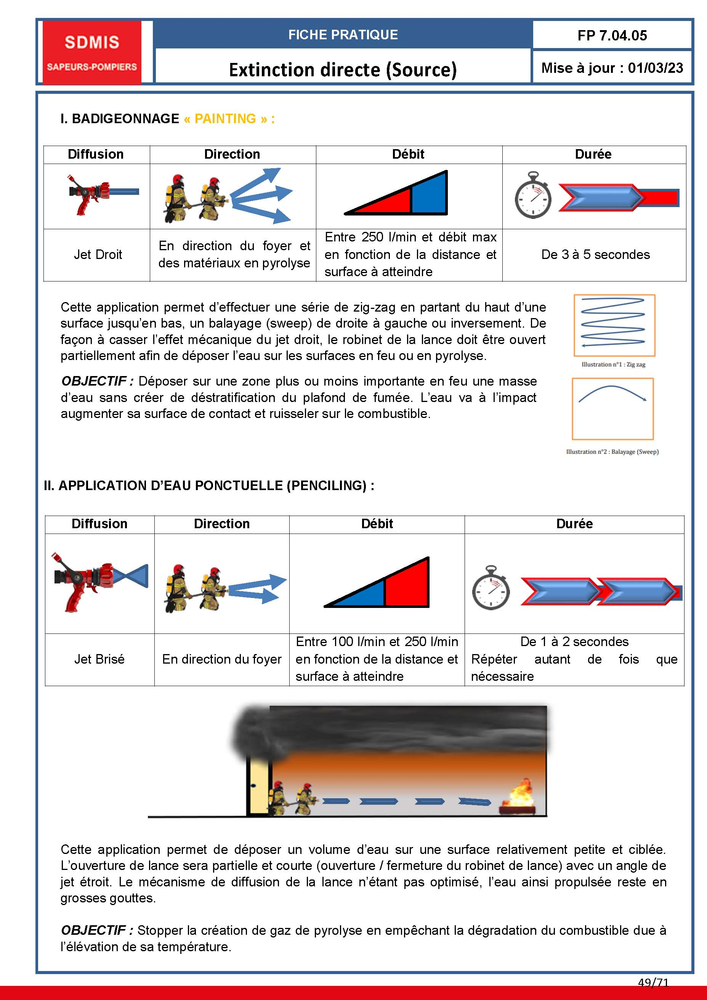 SDMIS
SAPEURS-POMPIERS
FICHE PRATIQUE
FP 7.04.05
Extinction directe (Source)
Mise à jour : 01/03/23
I. BADIGEONNAGE « PAINTING » :
Diffusion Direction Débit Durée
Jet Droit
En direction du foyer et
des matériaux en pyrolyse
Entre 250 l/min et débit max
en fonction de la distance et
surface à atteindre
De 3 à 5 secondes
Cette application permet d’effectuer une série de zig-zag en partant du haut d’une
surface jusqu’en bas, un balayage (sweep) de droite à gauche ou inversement. De
façon à casser l’effet mécanique du jet droit, le robinet de la lance doit être ouvert
partiellement afin de déposer l’eau sur les surfaces en feu ou en pyrolyse.
Illustration n°1 : Zig zag
OBJECTIF : Déposer sur une zone plus ou moins importante en feu une masse
d’eau sans créer de déstratification du plafond de fumée. L’eau va à l’impact
augmenter sa surface de contact et ruisseler sur le combustible.
Illustration n°2 : Balayage (Sweep)
II. APPLICATION D’EAU PONCTUELLE (PENCILING) :
Diffusion Direction Débit Durée
Jet Brisé
En direction du foyer
Entre 100 l/min et 250 l/min
en fonction de la distance et
surface à atteindre
De 1 à 2 secondes
Répéter autant de fois que
nécessaire
Cette application permet de déposer un volume d’eau sur une surface relativement petite et ciblée.
L’ouverture de lance sera partielle et courte (ouverture / fermeture du robinet de lance) avec un angle de
jet étroit. Le mécanisme de diffusion de la lance n’étant pas optimisé, l’eau ainsi propulsée reste en
grosses gouttes.
OBJECTIF : Stopper la création de gaz de pyrolyse en empêchant la dégradation du combustible due à
l’élévation de sa température.
49/71